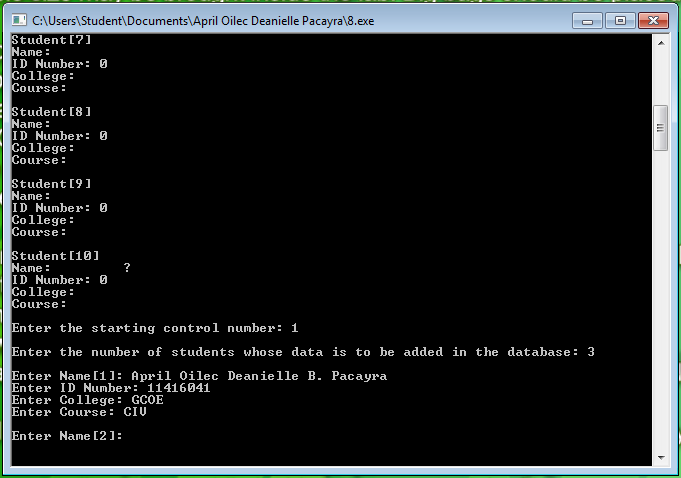 C:\Users\Student\Documents\April Oilec Deanielle Pacayra\8.exe
Student[7]
Name:
ID Number: 0
College:
Course:
Student[8]
Name:
ID Number: 0
College:
Course:
Student[9]
Name:
ID Number: 0
College:
Course:
Student[10]
Name: ?
ID Number: 0
College:
Course:
Enter the starting control number: 1
Enter the number of students whose data is to be added in the database: 3
Enter Name[1]: April Oilec Deanielle B. Pacayra
Enter ID Number: 11416041
Enter College: GCOE
Enter Course: CIV
Enter Name[2]: